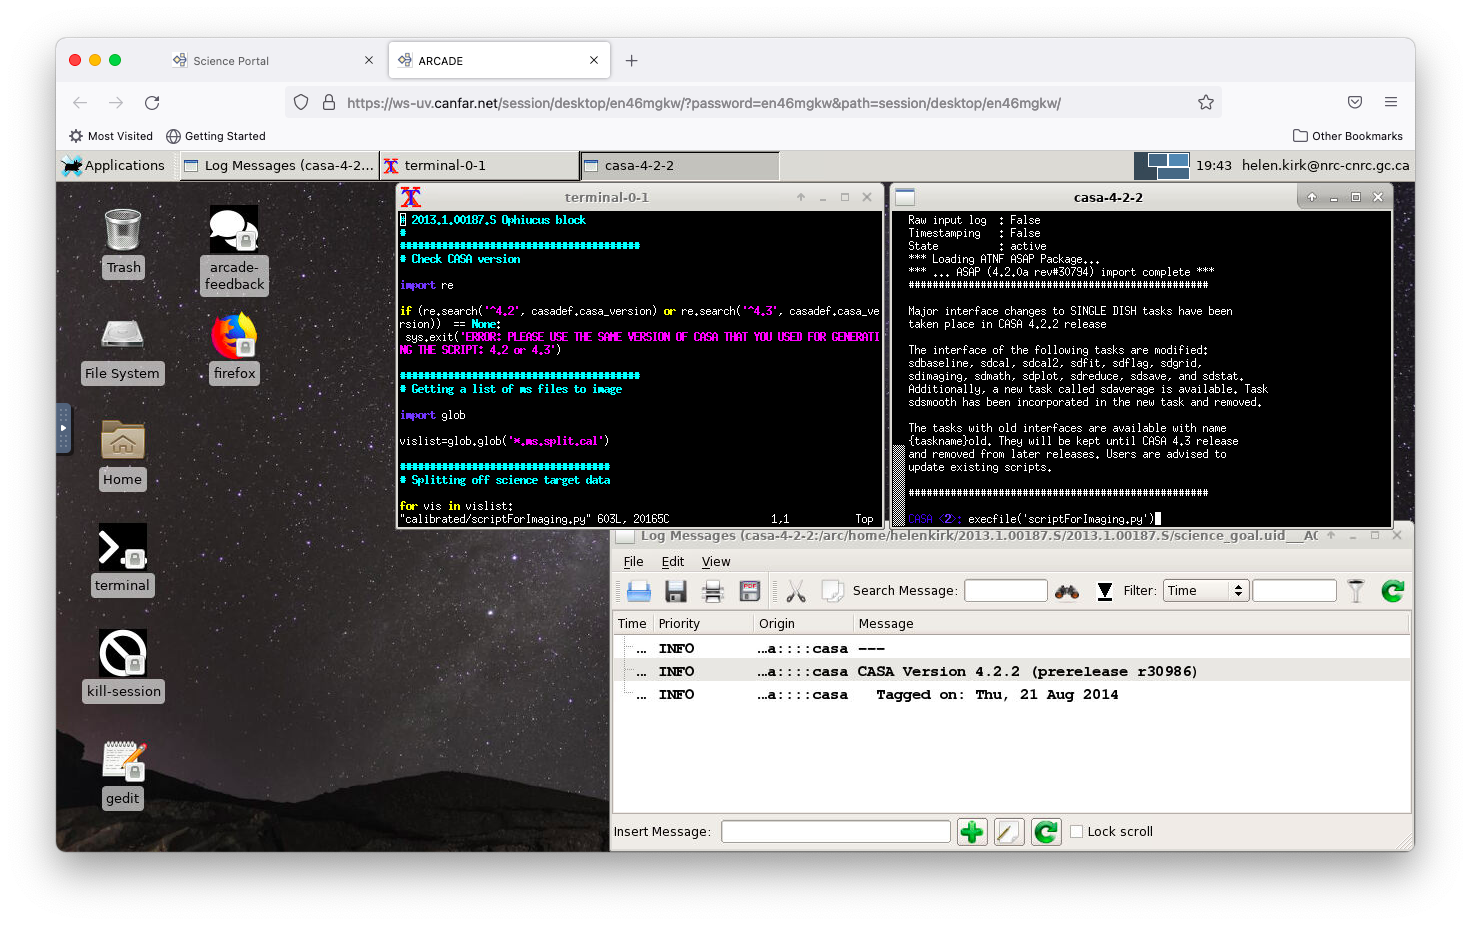 Science Portal
ARCADE
https://ws-uv.canfar.net/session/desktop/en46mgkw/?password=en46mgkw&path=session/desktop/en46mgkw/
Most Visited
Getting Started
Other Bookmarks
Applications
Log Messages (casa-4-2...
terminal-0-1
casa-4-2-2
19:43
helen.kirk@nrc-cnrc.gc.ca
Trash
arcade-
feedback
File System
firefox
Home
terminal
kill-session
gedit
terminal-0-1
# 2013.1.00187.S Ophiucus block
#
########################################
# Check CASA version
import re
if (re.search('^4.2', casadef.casa_version) or re.search('^4.3', casadef.casa_ve
rsion))  == None:
 sys.exit('ERROR: PLEASE USE THE SAME VERSION OF CASA THAT YOU USED FOR GENERATI
NG THE SCRIPT: 4.2 or 4.3')
########################################
# Getting a list of ms files to image
import glob
vislist=glob.glob('*.ms.split.cal')
###################################
# Splitting off science target data
for vis in vislist:
"calibrated/scriptForImaging.py" 603L, 20165C 1,1 Top
casa-4-2-2
Raw input log  : False
Timestamping   : False
State          : active
*** Loading ATNF ASAP Package...
*** ... ASAP (4.2.0a rev#30794) import complete ***
##################################################
Major interface changes to SINGLE DISH tasks have been
taken place in CASA 4.2.2 release
The interface of the following tasks are modified:
sdbaseline, sdcal, sdcal2, sdfit, sdflag, sdgrid,
sdimaging, sdmath, sdplot, sdreduce, sdsave, and sdstat.
Additionally, a new task called sdaverage is available. Task
sdsmooth has been incorporated in the new task and removed.
The tasks with old interfaces are available with name
{taskname}old. They will be kept until CASA 4.3 release
and removed from later releases. Users are advised to
update existing scripts.
##################################################
CASA <2>: execfile('scriptForImaging.py')
Log Messages (casa-4-2-2:/arc/home/helenkirk/2013.1.00187.S/2013.1.00187.S/science_goal.uid___A0
File Edit View
PDF
Search Message:
Filter: Time
Time Priority Origin Message
... INFO ...a::::casa ---
... INFO ...a::::casa CASA Version 4.2.2 (prerelease r30986)
... INFO ...a::::casa Tagged on: Thu, 21 Aug 2014
Insert Message:
Lock scroll